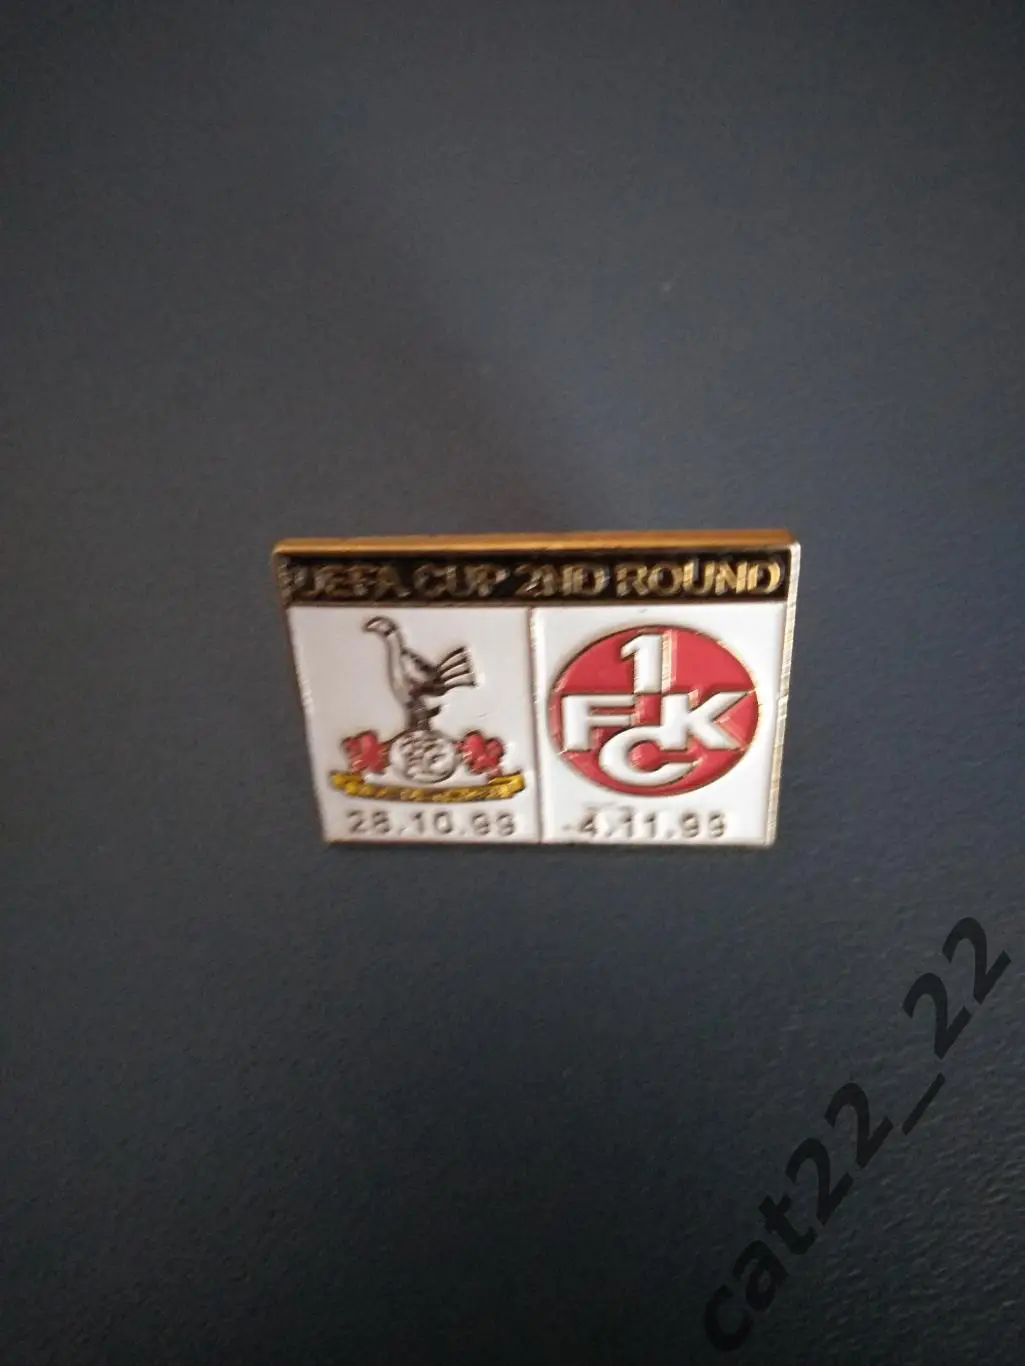 UEFA CUP 2ND ROUND
1
FCK
28.10.99
-4.11.99
cat22_22